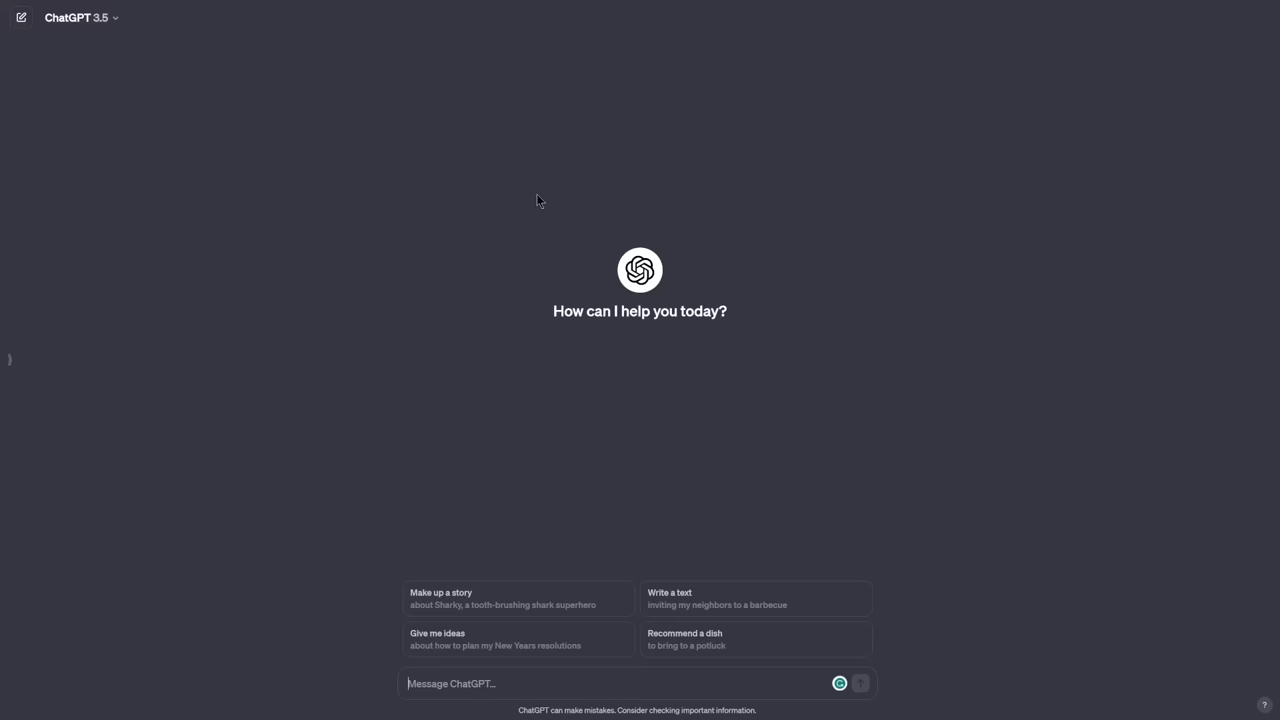 ChatGPT 3.5
How can I help you today?
Make up a story
about Sharky, a tooth-brushing shark superhero
Write a text
inviting my neighbors to a barbecue
Give me ideas
about how to plan my New Years resolutions
Recommend a dish
to bring to a potluck
Message ChatGPT...
ChatGPT can make mistakes. Consider checking important information.
?